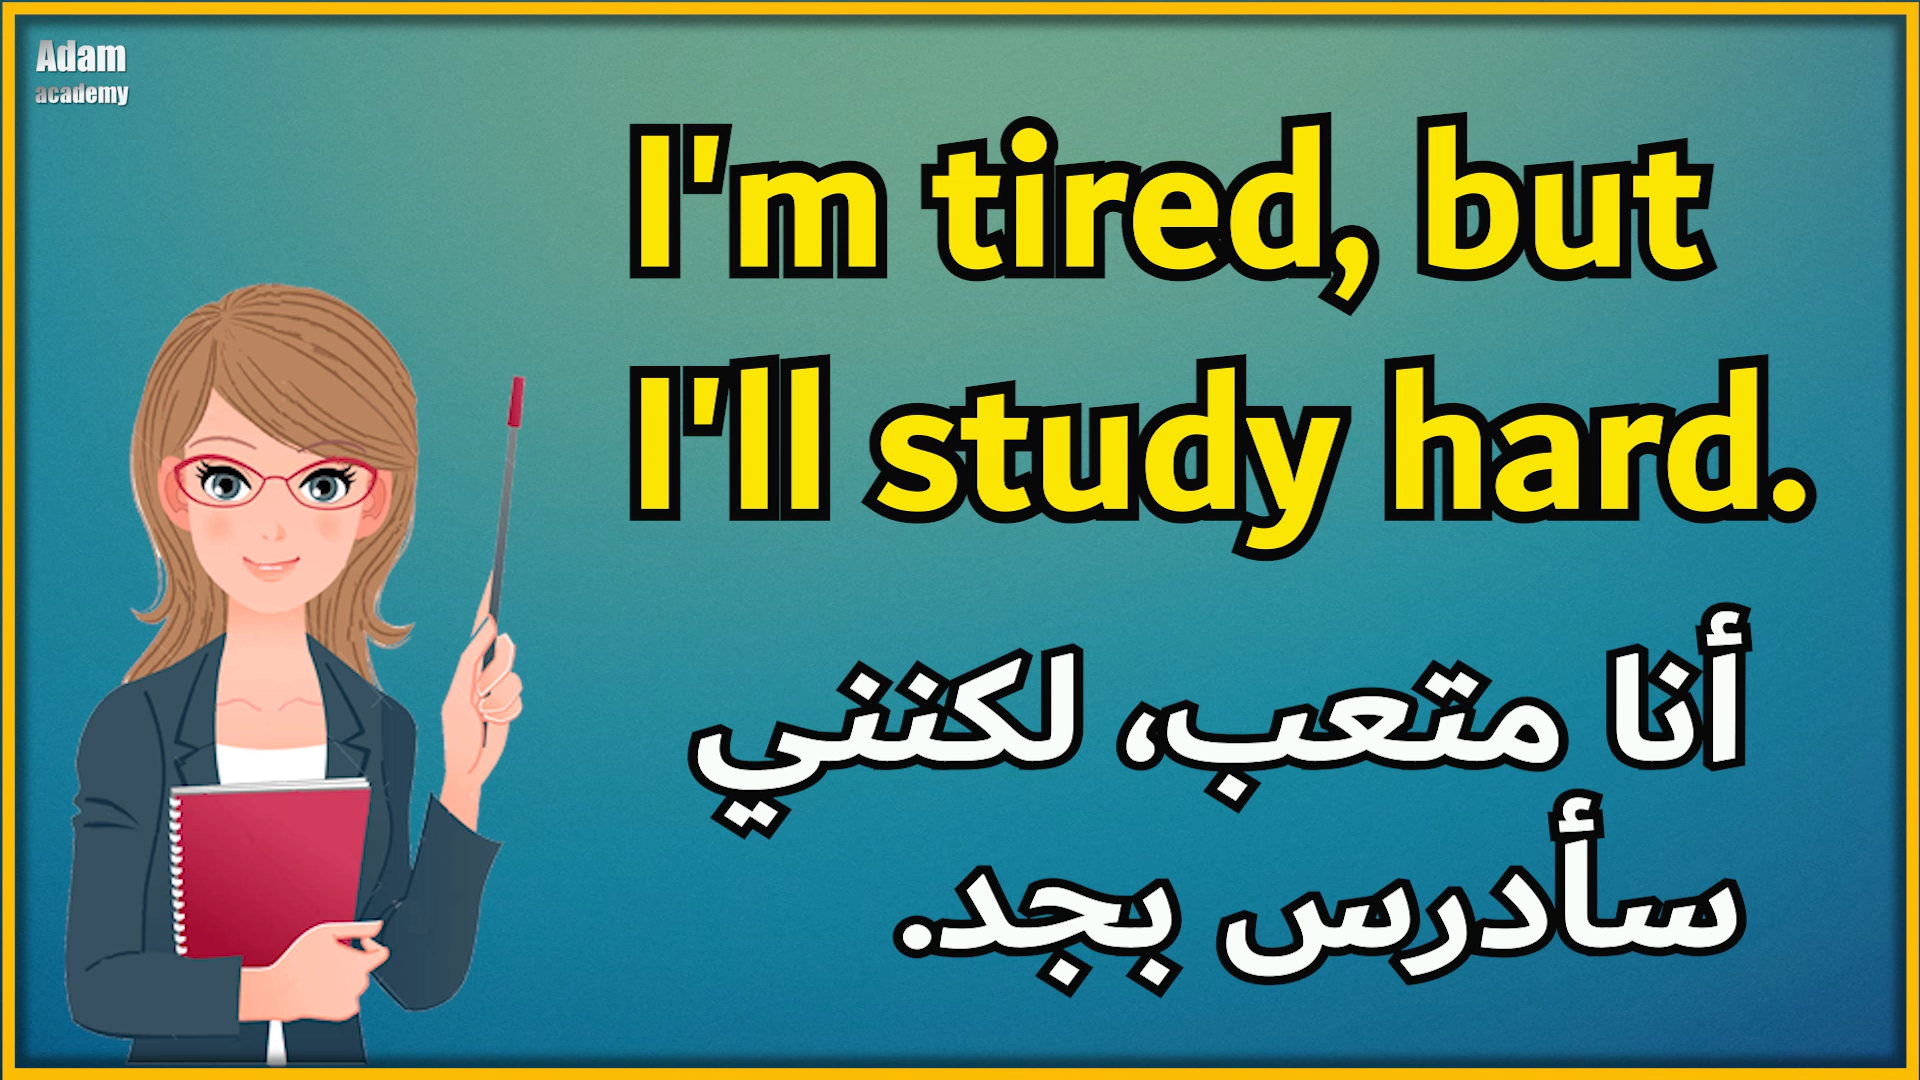 Adam
academy
I'm tired, but
I'll study hard.
أنا متعب، لكنني
سأدرس بجد.